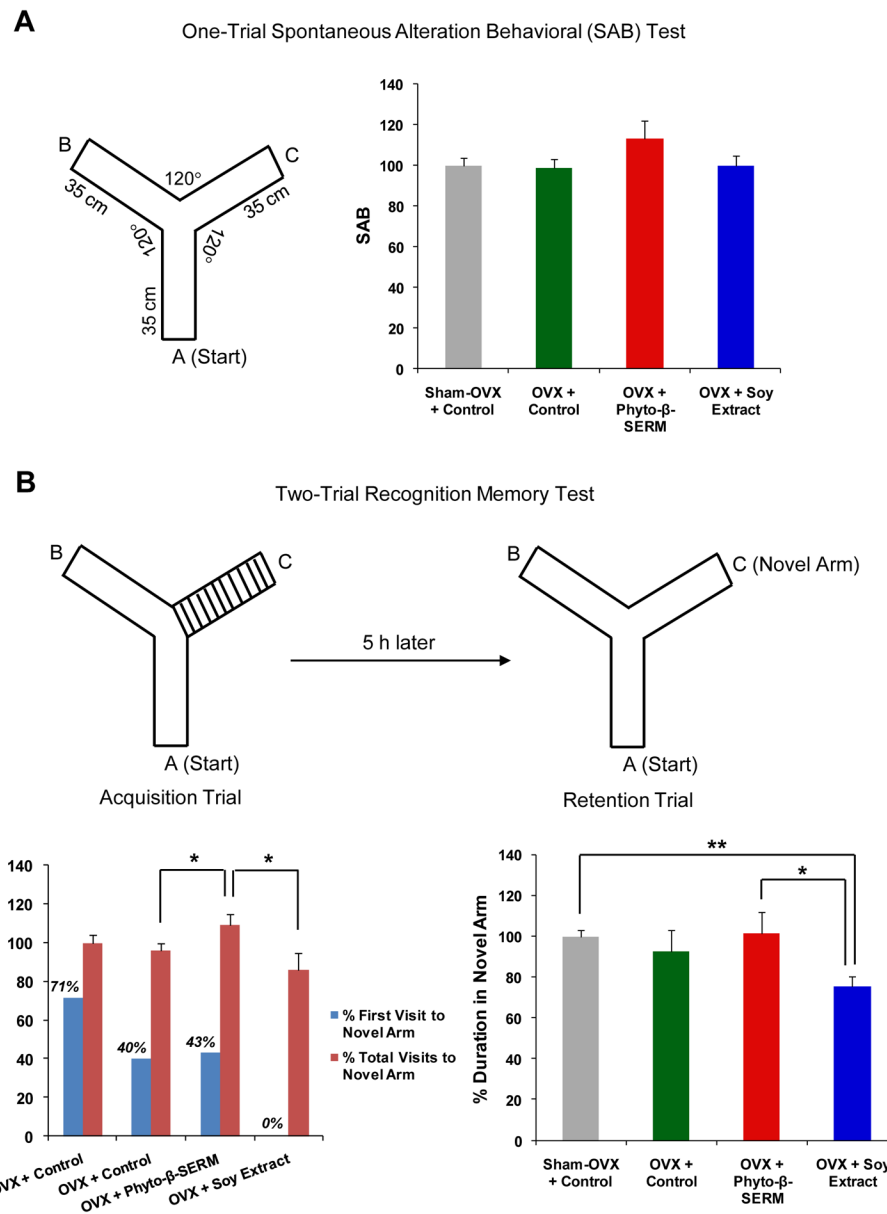 A
One-Trial Spontaneous Alteration Behavioral (SAB) Test
B
C
120°
35 cm
35 cm
120°
120°
35 cm
A (Start)
SAB
140
120
100
80
60
40
20
0
Sham-OVX
+ Control
OVX +
Control
OVX +
Phyto-β-
SERM
OVX + Soy
Extract
B
Two-Trial Recognition Memory Test
B
C
A (Start)
Acquisition Trial
5 h later
B
C (Novel Arm)
A (Start)
Retention Trial
140
120
100
80
60
40
20
0
71%
40%
43%
0%
*
*
OVX + Control
OVX + Control
OVX + Phyto-β-SERM
OVX + Soy Extract
% First Visit to
Novel Arm
% Total Visits to
Novel Arm
% Duration in Novel Arm
140
120
100
80
60
40
20
0
**
*
Sham-OVX
+ Control
OVX +
Control
OVX +
Phyto-β-
SERM
OVX + Soy
Extract